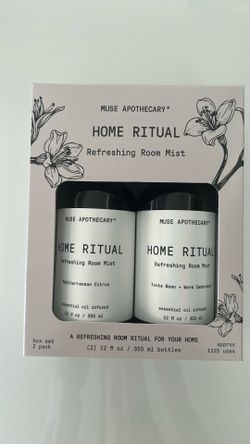 MUSE APOTHECARY®
HOME RITUAL
Refreshing Room Mist
MUSE APOTHECARY®
HOME RITUAL
Refreshing Room Mist
Mediterranean Citrus
essential oil infused
12 fl oz / 355 ml
MUSE APOTHECARY®
HOME RITUAL
Refreshing Room Mist
Tonka Bean + Warm Cedarwood
essential oil infused
12 fl oz / 355 ml
A REFRESHING ROOM RITUAL FOR YOUR HOME
box set
2 pack
(2) 12 fl oz / 355 ml bottles
approx
1125 uses